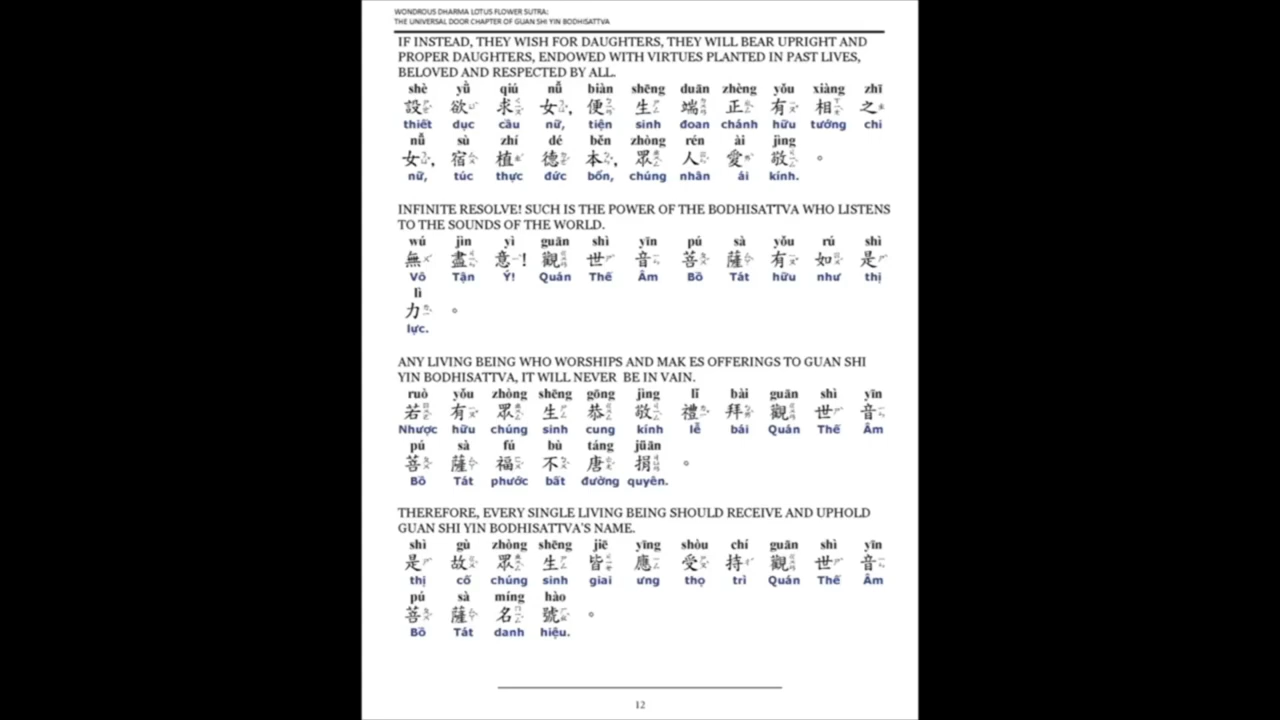 WONDROUS DHARMA LOTUS FLOWER SUTRA:
THE UNIVERSAL DOOR CHAPTER OF GUAN SHI YIN BODHISATTVA
IF INSTEAD, THEY WISH FOR DAUGHTERS, THEY WILL BEAR UPRIGHT AND
PROPER DAUGHTERS, ENDOWED WITH VIRTUES PLANTED IN PAST LIVES,
BELOVED AND RESPECTED BY ALL.
shè yǜ qiú nǚ biàn shēng duān zhèng yǒu xiàng zhī
設 欲 求 女, 便 生 端 正 有 相 之
thiết dục cầu nữ, tiện sinh đoan chánh hữu tướng chi
nǚ sù zhí dé běn zhòng rén ài jìng
女, 宿 植 德 本, 眾 人 愛 敬 。
nữ, túc thực đức bổn, chúng nhân ái kính.
INFINITE RESOLVE! SUCH IS THE POWER OF THE BODHISATTVA WHO LISTENS
TO THE SOUNDS OF THE WORLD.
wú jìn yì guān shì yīn pú sà yǒu rú shì
無 盡 意! 觀 世 音 菩 薩 有 如 是
Vô Tận Ý! Quán Thế Âm Bồ Tát hữu như thị
lì
力 。
lực.
ANY LIVING BEING WHO WORSHIPS AND MAK ES OFFERINGS TO GUAN SHI
YIN BODHISATTVA, IT WILL NEVER BE IN VAIN.
ruò yǒu zhòng shēng gōng jìng lǐ bài guān shì yīn
若 有 眾 生 恭 敬 禮 拜 觀 世 音
Nhược hữu chúng sinh cung kính lễ bái Quán Thế Âm
pú sà fú bù táng jüān
菩 薩 福 不 唐 捐 。
Bồ Tát phước bất đường quyên.
THEREFORE, EVERY SINGLE LIVING BEING SHOULD RECEIVE AND UPHOLD
GUAN SHI YIN BODHISATTVA'S NAME.
shì gù zhòng shēng jiē yīng shòu chí guān shì yīn
是 故 眾 生 皆 應 受 持 觀 世 音
thị cố chúng sinh giai ưng thọ trì Quán Thế Âm
pú sà míng hào
菩 薩 名 號 。
Bồ Tát danh hiệu.
12